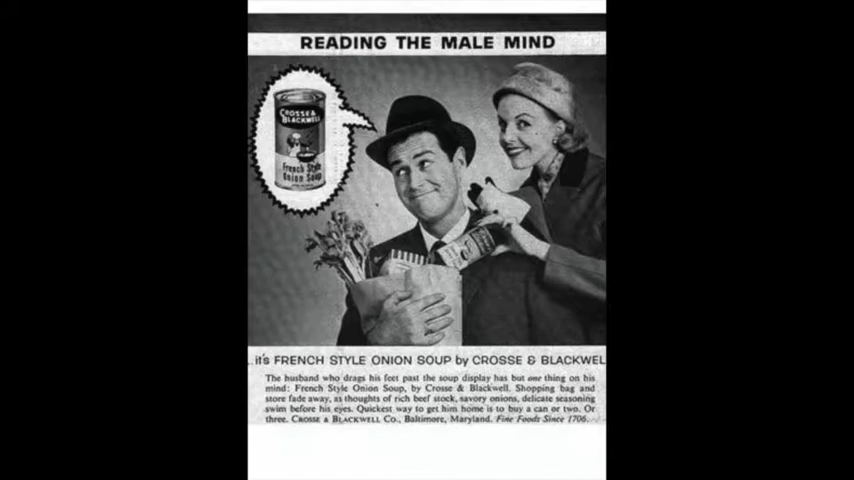 READING THE MALE MIND
CROSSE & BLACKWELL
French Style
Onion Soup
..it's FRENCH STYLE ONION SOUP by CROSSE & BLACKWEL
The husband who drags his feet past the soup display has but one thing on his
mind: French Style Onion Soup, by Crosse & Blackwell. Shopping bag and
store fade away, as thoughts of rich beef stock, savory onions, delicate seasoning
swim before his eyes. Quickest way to get him home is to buy a can or two. Or
three. CROSSE & BLACKWELL Co., Baltimore, Maryland. Fine Foods Since 1706.